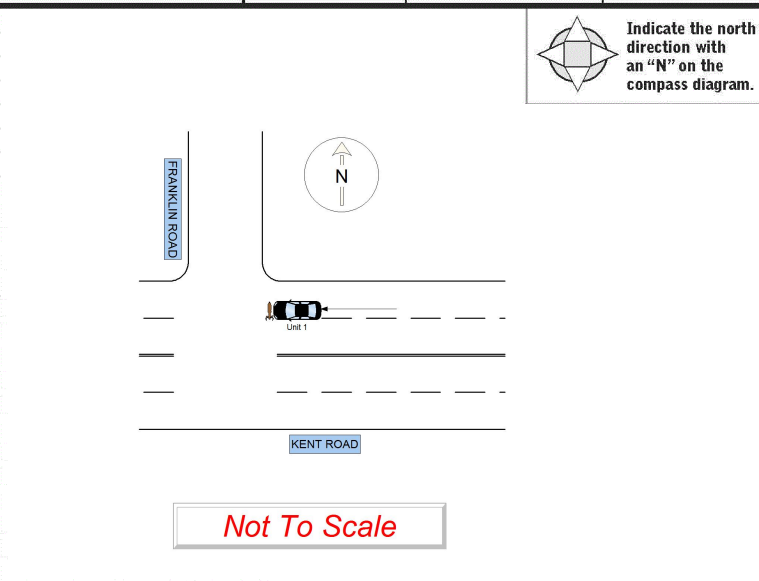 Indicate the north
direction with
an “N” on the
compass diagram.
FRANKLIN ROAD
N
Unit 1
KENT ROAD
Not To Scale